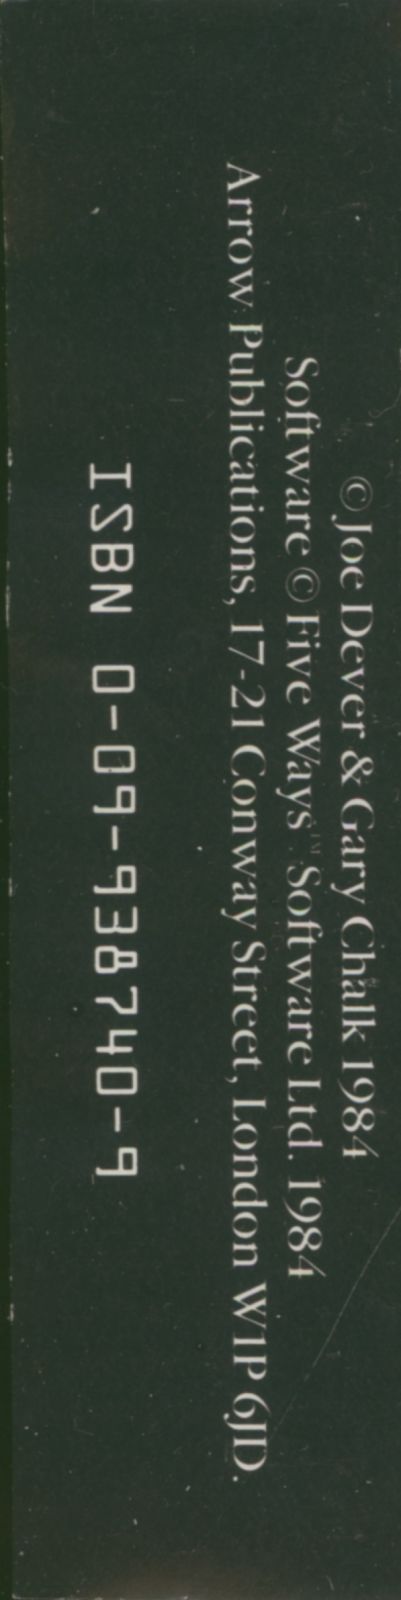 © Joe Dever & Gary Chalk 1984
Software © Five Ways™ Software Ltd. 1984
Arrow Publications, 17-21 Conway Street, London W1P 6JD.
ISBN 0-09-938740-9